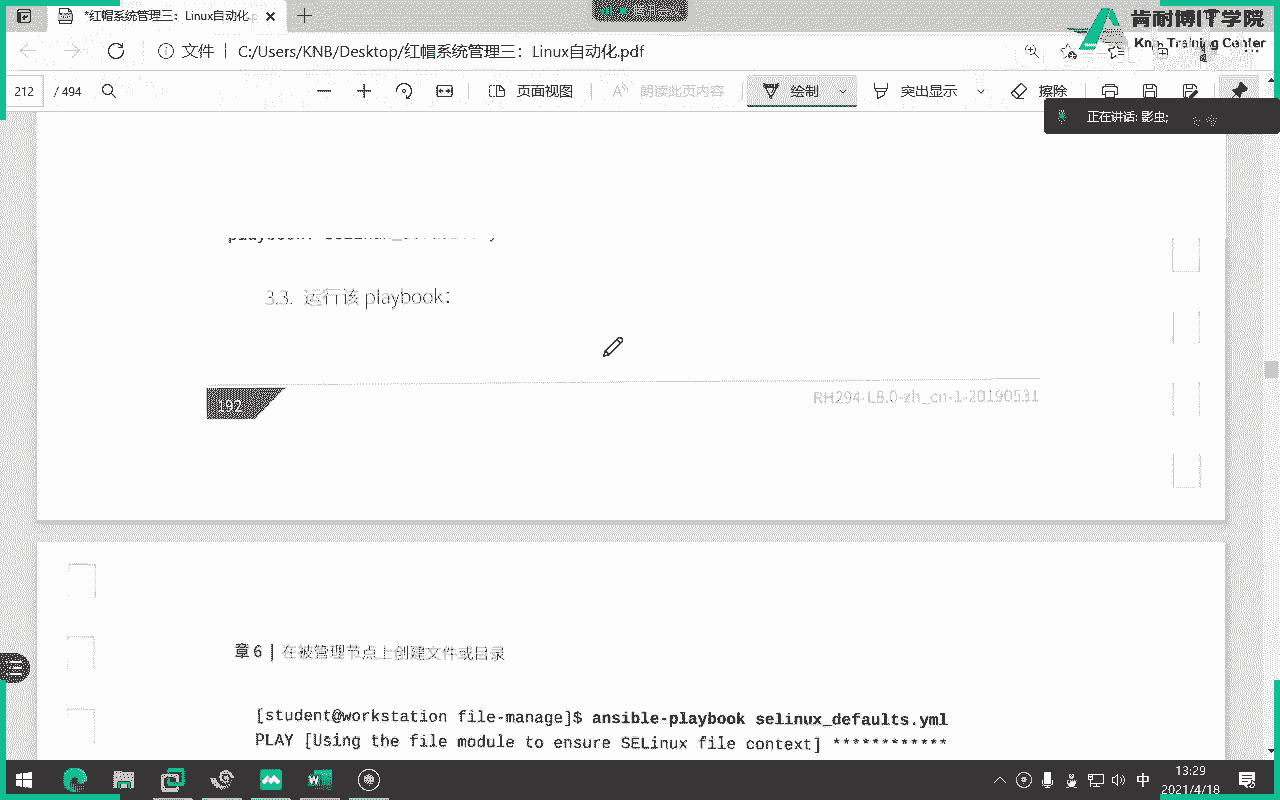 *红帽系统管理三：Linux自动化.p
肯耐博IT学院
KnB Training Center
文件 | C:/Users/KNB/Desktop/红帽系统管理三：Linux自动化.pdf
212 / 494
页面视图
朗读此页内容
绘制
突出显示
擦除
正在讲话: 影虫;
3.3. 运行该 playbook：
192
RH294-L8.0-zh_cn-1-20190531
章 6 | 在被管理节点上创建文件或目录
[student@workstation file-manage]$ ansible-playbook selinux_defaults.yml
PLAY [Using the file module to ensure SELinux file context] ************
中
13:29
2021/4/18